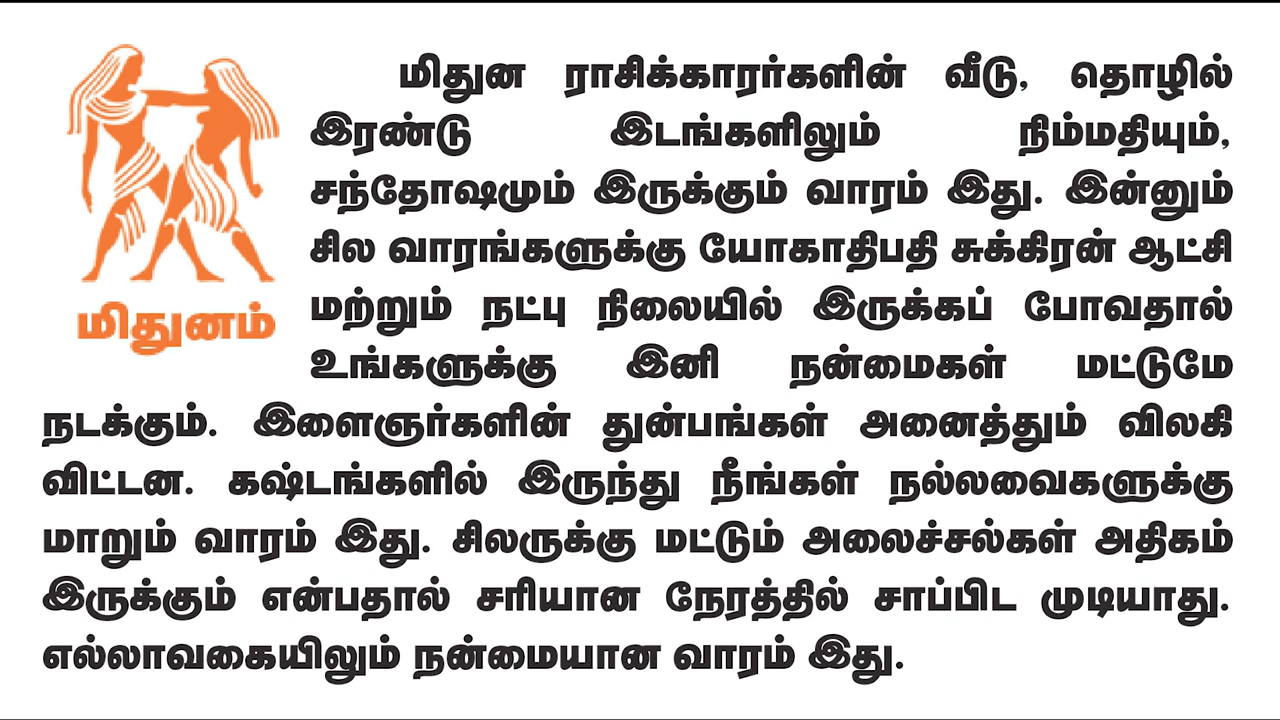 மிதுன ராசிக்காரர்களின் வீடு, தொழில்
இரண்டு இடங்களிலும் நிம்மதியும்,
சந்தோஷமும் இருக்கும் வாரம் இது. இன்னும்
சில வாரங்களுக்கு யோகாதிபதி சுக்கிரன் ஆட்சி
மற்றும் நட்பு நிலையில் இருக்கப் போவதால்
உங்களுக்கு இனி நன்மைகள் மட்டுமே
நடக்கும். இளைஞர்களின் துன்பங்கள் அனைத்தும் விலகி
விட்டன. கஷ்டங்களில் இருந்து நீங்கள் நல்லவைகளுக்கு
மாறும் வாரம் இது. சிலருக்கு மட்டும் அலைச்சல்கள் அதிகம்
இருக்கும் என்பதால் சரியான நேரத்தில் சாப்பிட முடியாது.
எல்லாவகையிலும் நன்மையான வாரம் இது.
மிதுனம்